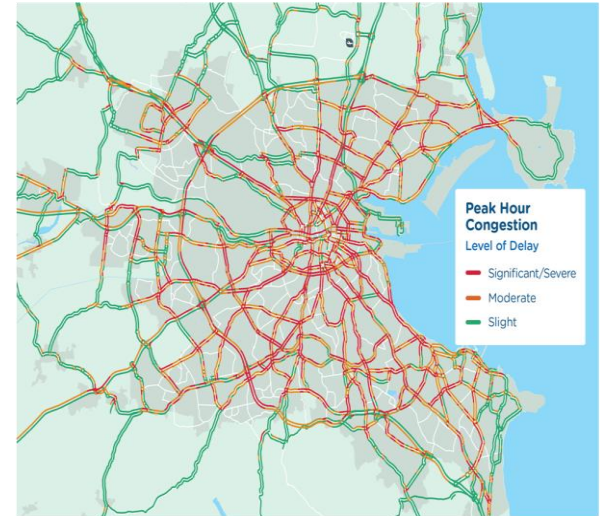 Peak Hour
Congestion
Level of Delay
Significant/Severe
Moderate
Slight